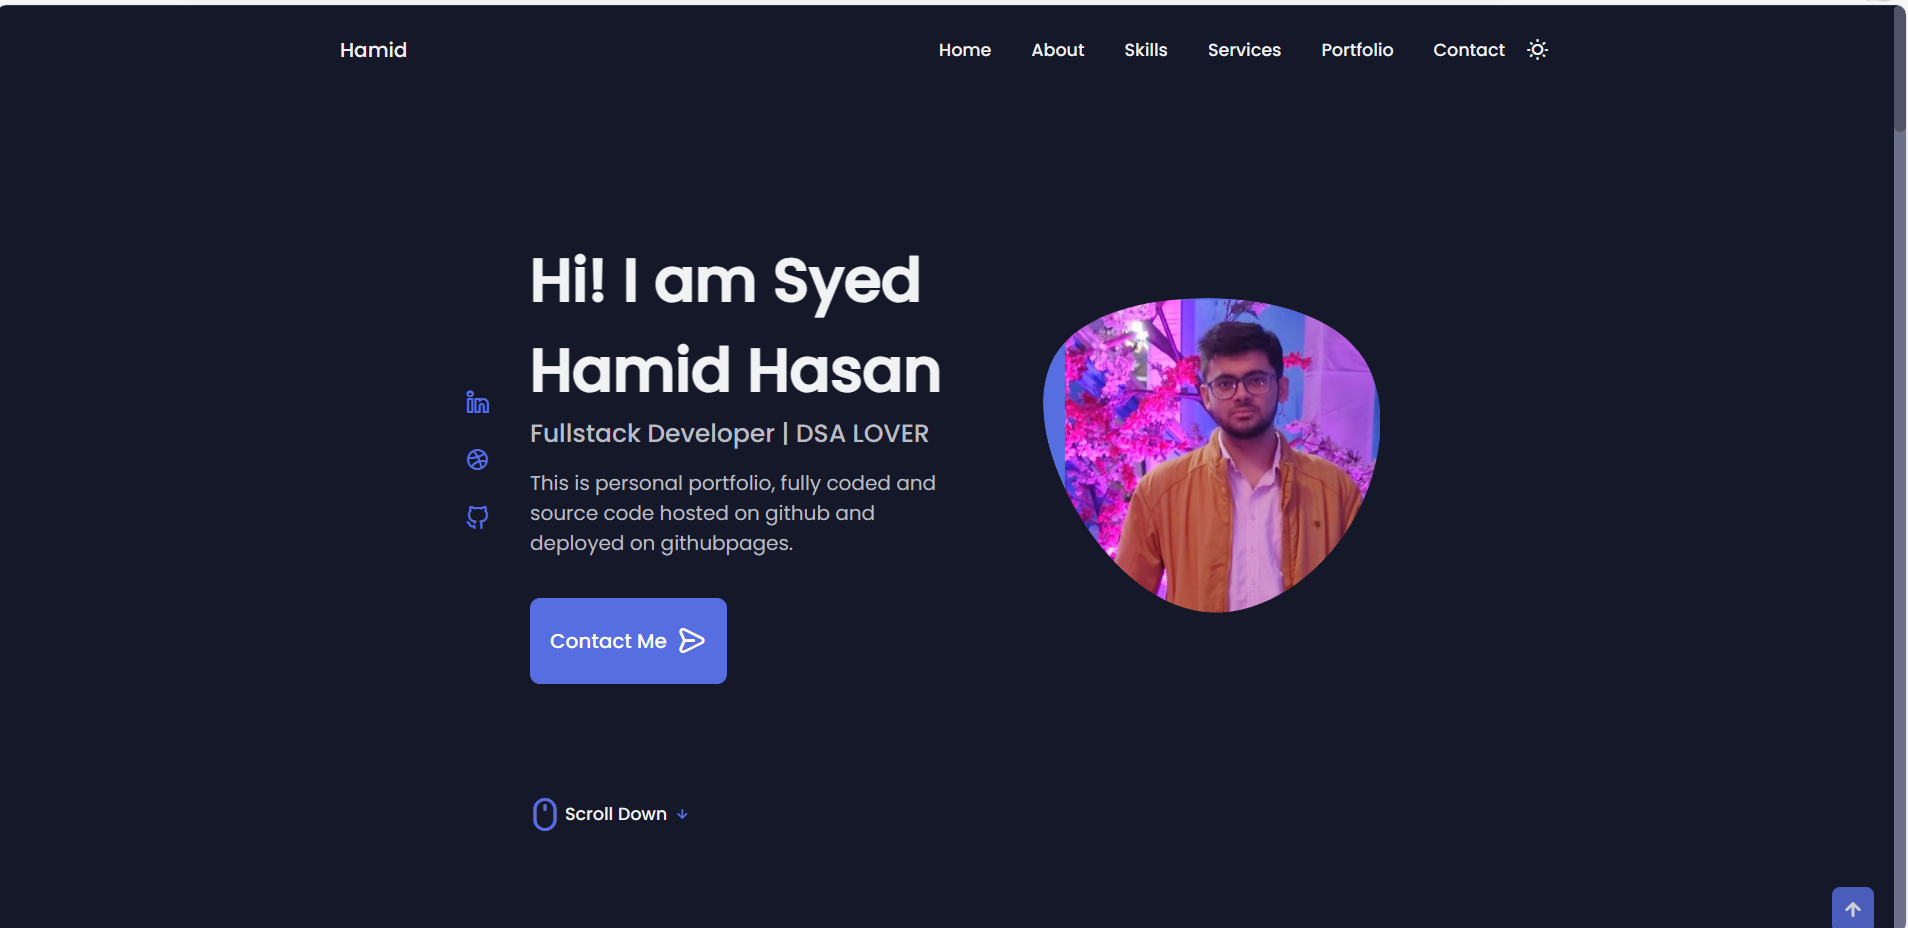 Hamid
Home
About
Skills
Services
Portfolio
Contact
Hi! I am Syed
Hamid Hasan
Fullstack Developer | DSA LOVER
This is personal portfolio, fully coded and
source code hosted on github and
deployed on githubpages.
Contact Me
Scroll Down